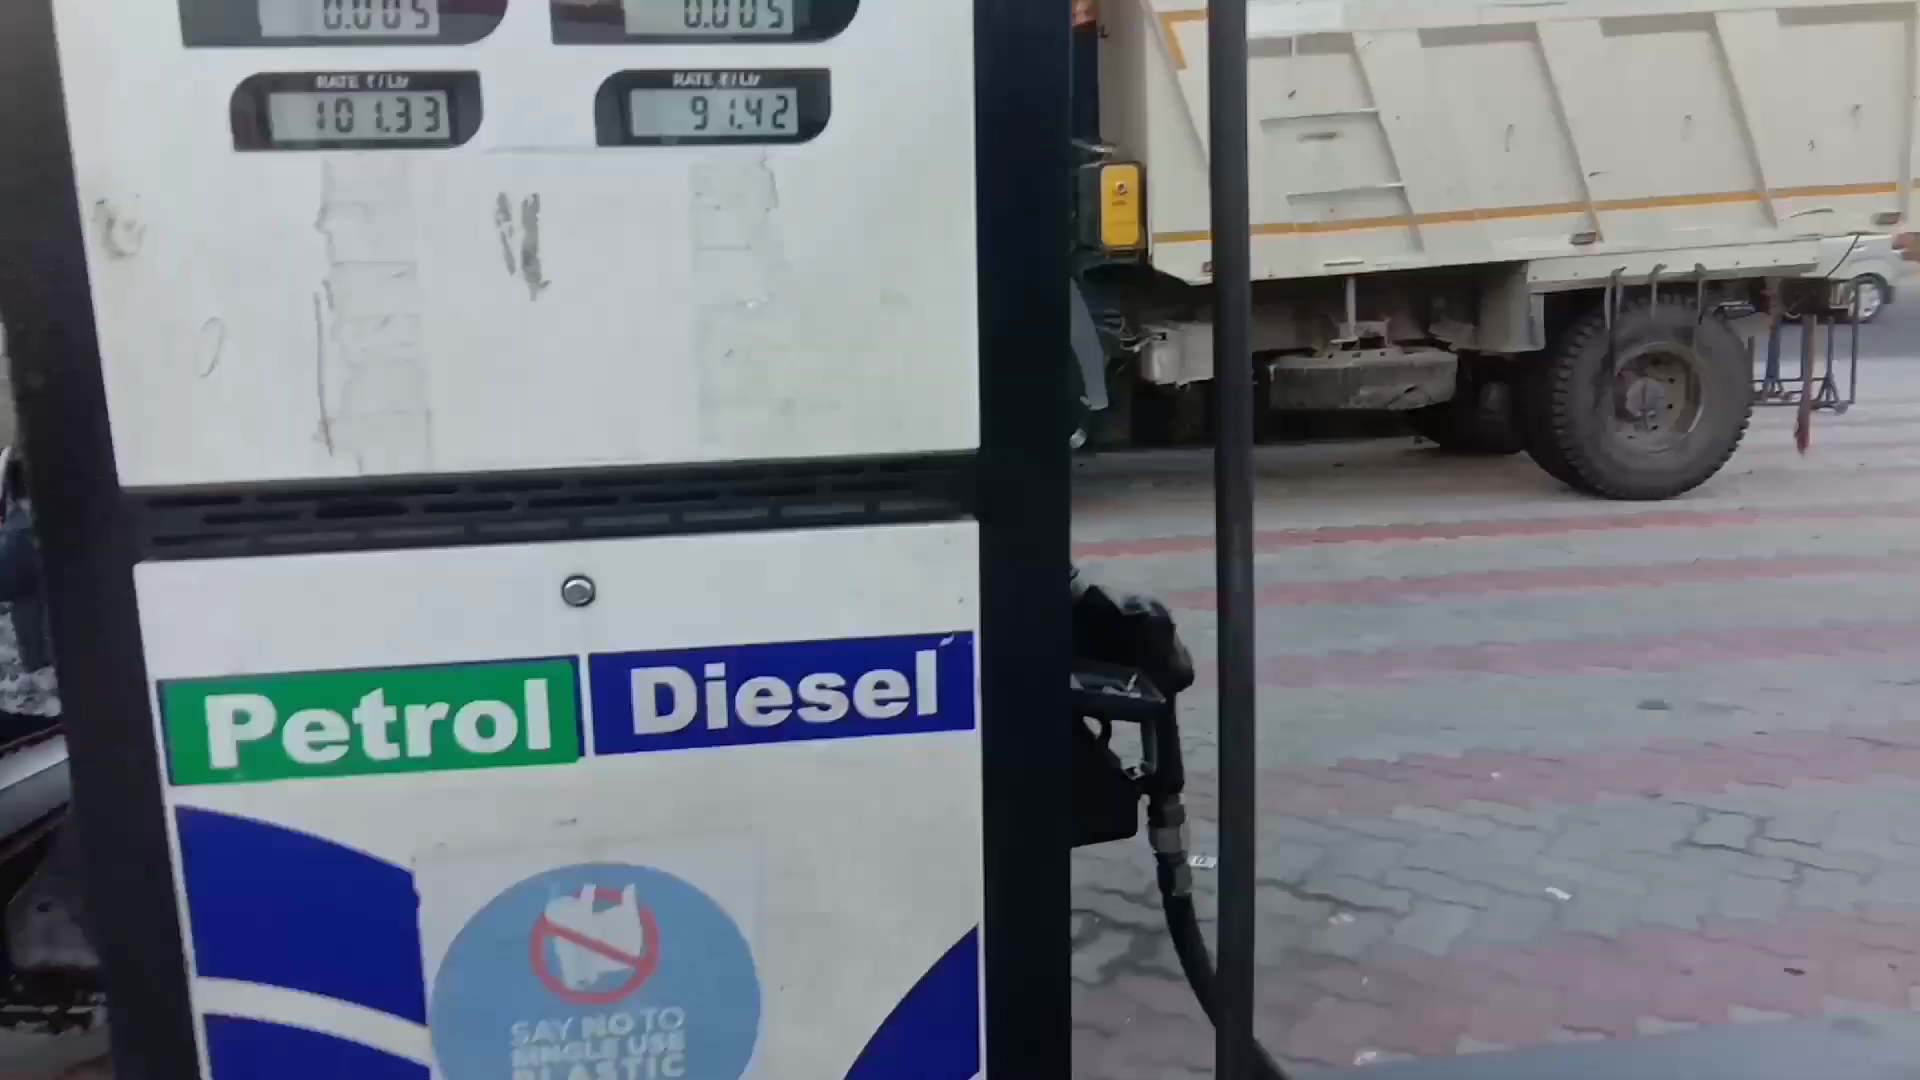 0.005 0.005
RATE ₹/Ltr RATE ₹/Ltr
101.33 91.42
Petrol Diesel
SAY NO TO
SINGLE USE
PLASTIC